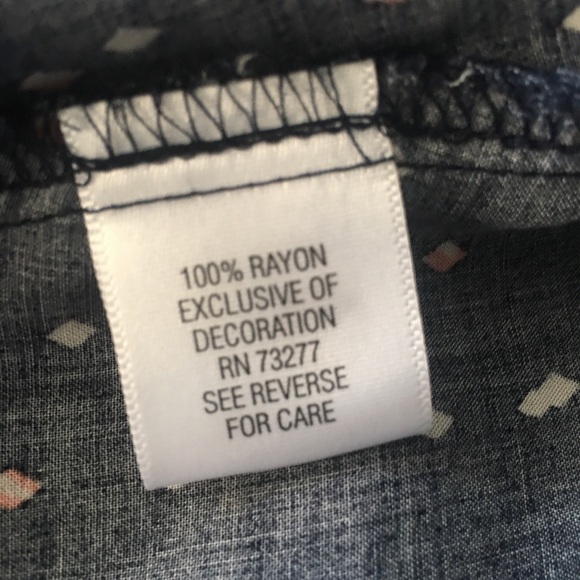 100% RAYON
EXCLUSIVE OF
DECORATION
RN 73277
SEE REVERSE
FOR CARE